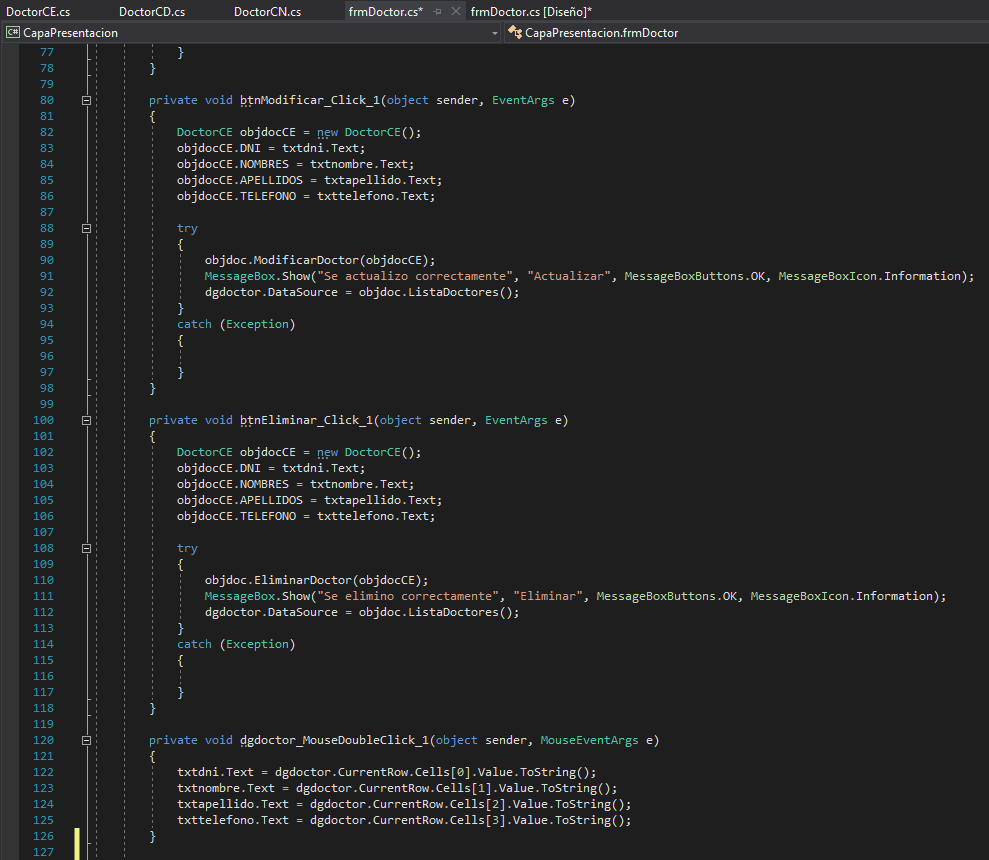 DoctorCE.cs DoctorCD.cs DoctorCN.cs frmDoctor.cs* frmDoctor.cs [Diseño]*
C# CapaPresentacion CapaPresentacion.frmDoctor
77 }
78 }
79
80 private void btnModificar_Click_1(object sender, EventArgs e)
81 {
82 DoctorCE objdocCE = new DoctorCE();
83 objdocCE.DNI = txtdni.Text;
84 objdocCE.NOMBRES = txtnombre.Text;
85 objdocCE.APELLIDOS = txtapellido.Text;
86 objdocCE.TELEFONO = txttelefono.Text;
87
88 try
89 {
90 objdoc.ModificarDoctor(objdocCE);
91 MessageBox.Show("Se actualizo correctamente", "Actualizar", MessageBoxButtons.OK, MessageBoxIcon.Information);
92 dgdoctor.DataSource = objdoc.ListaDoctores();
93 }
94 catch (Exception)
95 {
96
97 }
98 }
99
100 private void btnEliminar_Click_1(object sender, EventArgs e)
101 {
102 DoctorCE objdocCE = new DoctorCE();
103 objdocCE.DNI = txtdni.Text;
104 objdocCE.NOMBRES = txtnombre.Text;
105 objdocCE.APELLIDOS = txtapellido.Text;
106 objdocCE.TELEFONO = txttelefono.Text;
107
108 try
109 {
110 objdoc.EliminarDoctor(objdocCE);
111 MessageBox.Show("Se elimino correctamente", "Eliminar", MessageBoxButtons.OK, MessageBoxIcon.Information);
112 dgdoctor.DataSource = objdoc.ListaDoctores();
113 }
114 catch (Exception)
115 {
116
117 }
118 }
119
120 private void dgdoctor_MouseDoubleClick_1(object sender, MouseEventArgs e)
121 {
122 txtdni.Text = dgdoctor.CurrentRow.Cells[0].Value.ToString();
123 txtnombre.Text = dgdoctor.CurrentRow.Cells[1].Value.ToString();
124 txtapellido.Text = dgdoctor.CurrentRow.Cells[2].Value.ToString();
125 txttelefono.Text = dgdoctor.CurrentRow.Cells[3].Value.ToString();
126 }
127